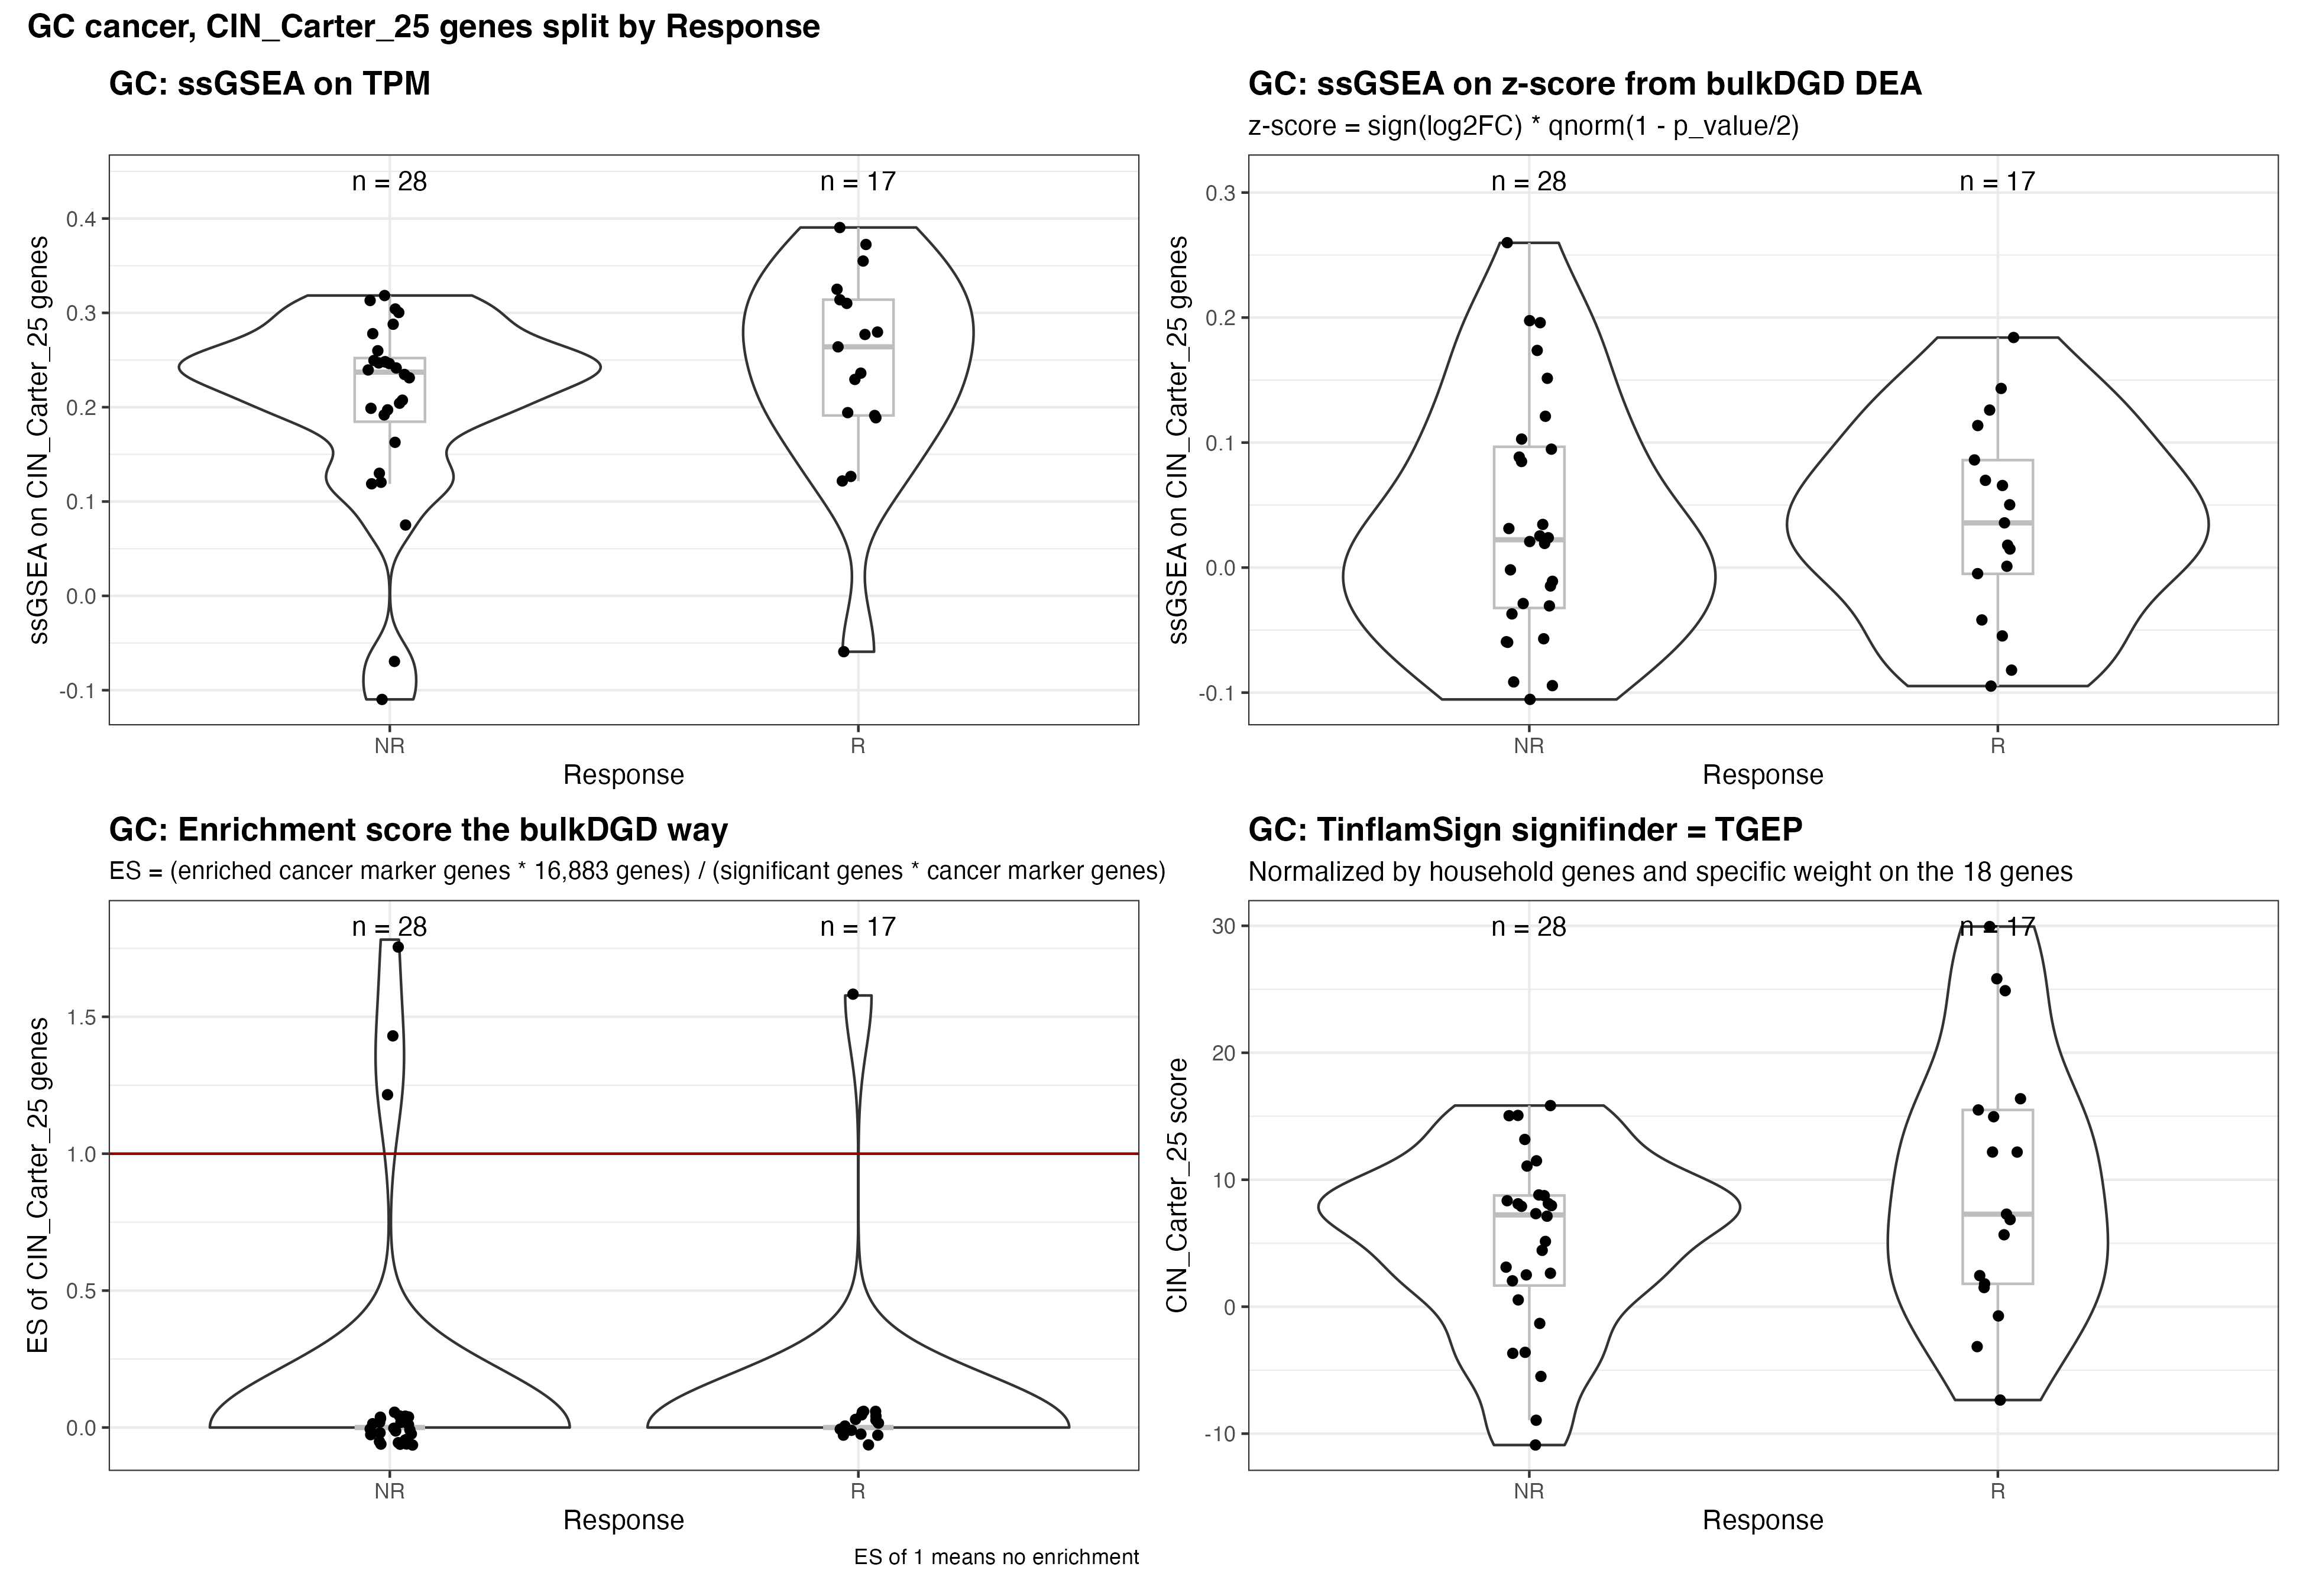 GC cancer, CIN_Carter_25 genes split by Response
GC: ssGSEA on TPM
ssGSEA on CIN_Carter_25 genes
n = 28
n = 17
0.4
0.3
0.2
0.1
0.0
-0.1
NR
R
Response
GC: ssGSEA on z-score from bulkDGD DEA
z-score = sign(log2FC) * qnorm(1 - p_value/2)
ssGSEA on CIN_Carter_25 genes
n = 28
n = 17
0.3
0.2
0.1
0.0
-0.1
NR
R
Response
GC: Enrichment score the bulkDGD way
ES = (enriched cancer marker genes * 16,883 genes) / (significant genes * cancer marker genes)
ES of CIN_Carter_25 genes
n = 28
n = 17
1.5
1.0
0.5
0.0
NR
R
Response
ES of 1 means no enrichment
GC: TinflamSign signifinder = TGEP
Normalized by household genes and specific weight on the 18 genes
CIN_Carter_25 score
n = 28
n = 17
30
20
10
0
-10
NR
R
Response